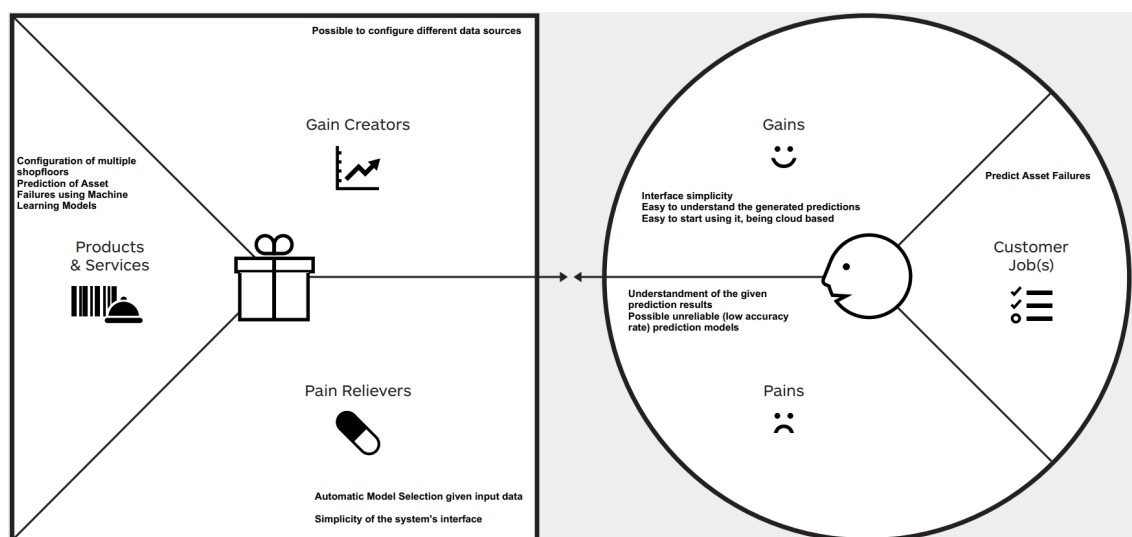 Possible to configure different data sources
Gain Creators
Configuration of multiple
shopfloors
Prediction of Asset
Failures using Machine
Learning Models
Products
& Services
Pain Relievers
Automatic Model Selection given input data
Simplicity of the system's interface
Gains
Interface simplicity
Easy to understand the generated predictions
Easy to start using it, being cloud based
Predict Asset Failures
Customer
Job(s)
Understandment of the given
prediction results
Possible unreliable (low accuracy
rate) prediction models
Pains